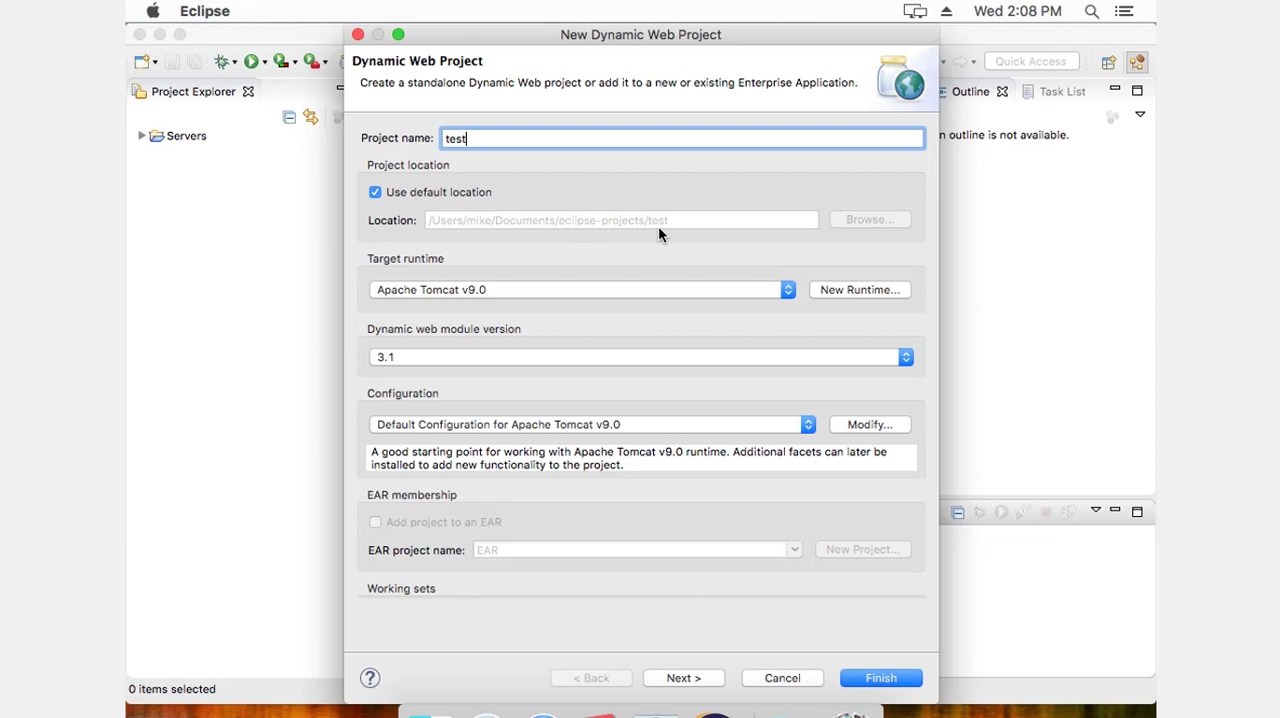 Eclipse
Wed 2:08 PM
New Dynamic Web Project
Dynamic Web Project
Create a standalone Dynamic Web project or add it to a new or existing Enterprise Application.
Quick Access
Project Explorer
Outline
Task List
Servers
n outline is not available.
Project name:
test
Project location
Use default location
Location:
/Users/mike/Documents/eclipse-projects/test
Browse...
Target runtime
Apache Tomcat v9.0
New Runtime...
Dynamic web module version
3.1
Configuration
Default Configuration for Apache Tomcat v9.0
Modify...
A good starting point for working with Apache Tomcat v9.0 runtime. Additional facets can later be
installed to add new functionality to the project.
EAR membership
Add project to an EAR
EAR project name:
EAR
New Project...
Working sets
?
< Back
Next >
Cancel
Finish
0 items selected